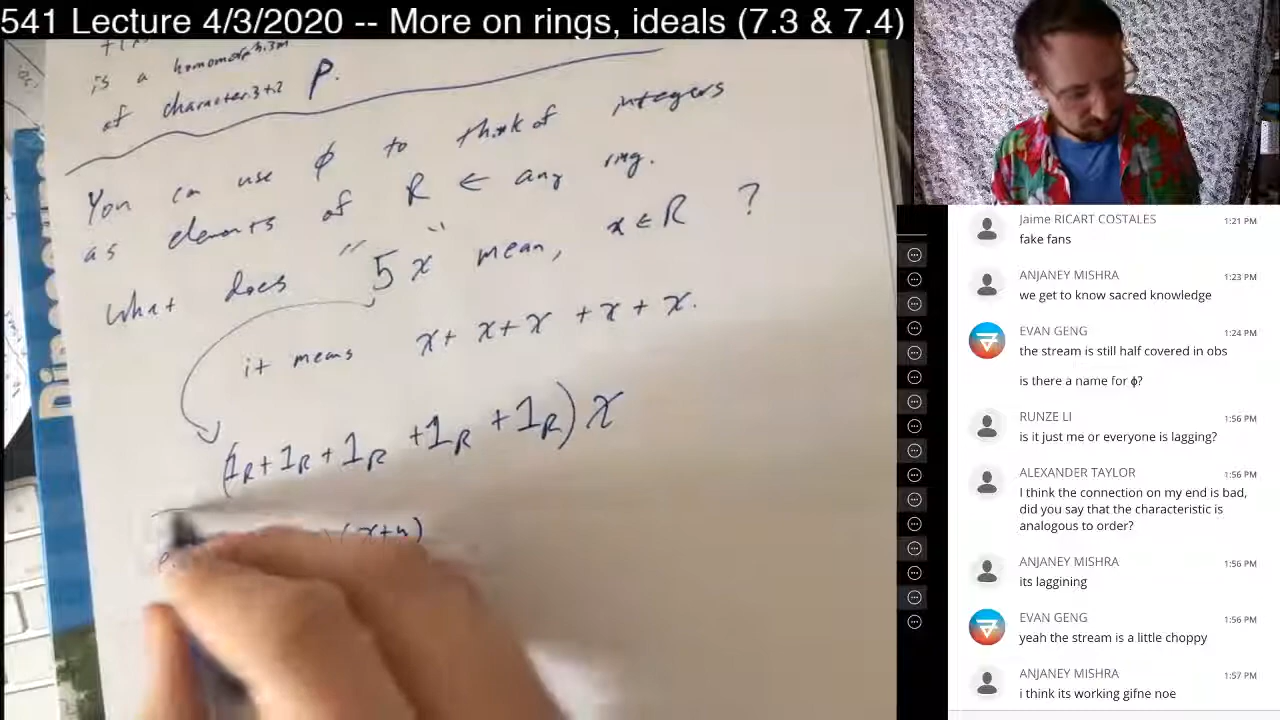 541 Lecture 4/3/2020 -- More on rings, ideals (7.3 & 7.4)
is a homomorphism
of characteristic p.
You can use ϕ to think of integers
as elements of R ← any ring.
What does "5x" mean, x ∈ R ?
it means x + x + x + x + x.
(1R + 1R + 1R + 1R + 1R) x
(x+y)
Jaime RICART COSTALES 1:21 PM
fake fans
ANJANEY MISHRA 1:23 PM
we get to know sacred knowledge
EVAN GENG 1:24 PM
the stream is still half covered in obs
is there a name for ϕ?
RUNZE LI 1:56 PM
is it just me or everyone is lagging?
ALEXANDER TAYLOR 1:56 PM
I think the connection on my end is bad,
did you say that the characteristic is
analogous to order?
ANJANEY MISHRA 1:56 PM
its laggining
EVAN GENG 1:56 PM
yeah the stream is a little choppy
ANJANEY MISHRA 1:57 PM
i think its working gifne noe